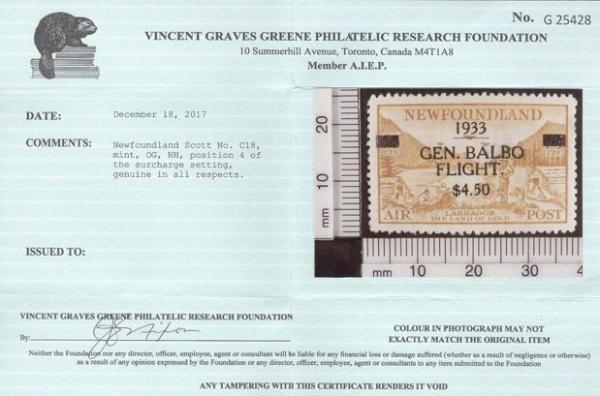 No. G 25428
VINCENT GRAVES GREENE PHILATELIC RESEARCH FOUNDATION
10 Summerhill Avenue, Toronto, Canada M4T1A8
Member A.I.E.P.
DATE:
December 18, 2017
COMMENTS:
Newfoundland Scott No. C18,
mint, OG, NH, position 4 of
the surcharge setting,
genuine in all respects.
ISSUED TO:
20
10
mm
NEWFOUNDLAND
1933
GEN. BALBO
FLIGHT.
$4.50
LABRADOR
AIR THE LAND OF GOLD POST
mm 10 20 30 40
VINCENT GRAVES GREENE PHILATELIC RESEARCH FOUNDATION
By:
COLOUR IN PHOTOGRAPH MAY NOT
EXACTLY MATCH THE ORIGINAL ITEM
Neither the Foundation nor any director, officer, employee, agent or consultant will be liable for any financial loss or damage suffered (whether as a result of negligence or otherwise)
as a result of any opinion expressed by the Foundation or any director, officer, employee, agent or consultants to any item submitted to the Foundation
ANY TAMPERING WITH THIS CERTIFICATE RENDERS IT VOID